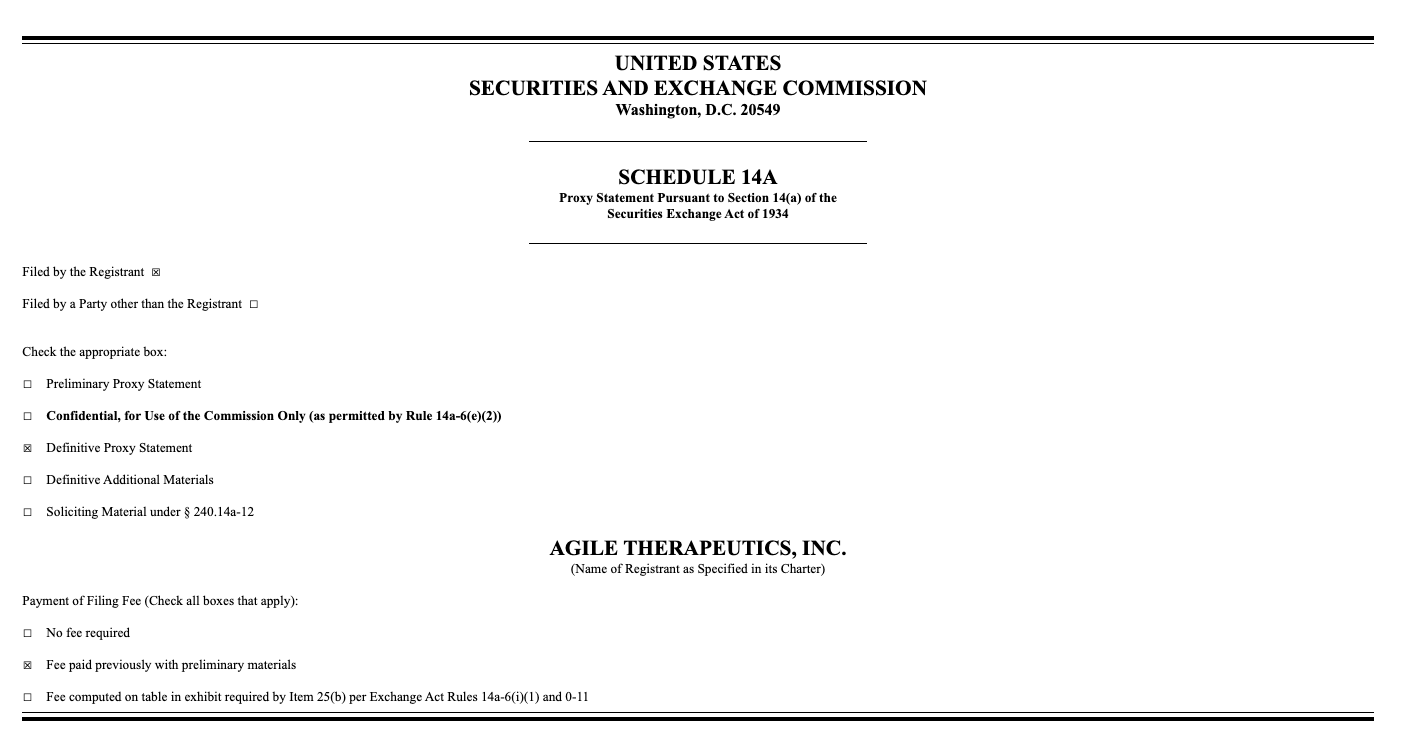 UNITED STATES
SECURITIES AND EXCHANGE COMMISSION
Washington, D.C. 20549
SCHEDULE 14A
Proxy Statement Pursuant to Section 14(a) of the
Securities Exchange Act of 1934
Filed by the Registrant ☒
Filed by a Party other than the Registrant ☐
Check the appropriate box:
☐ Preliminary Proxy Statement
☐ Confidential, for Use of the Commission Only (as permitted by Rule 14a-6(e)(2))
☒ Definitive Proxy Statement
☐ Definitive Additional Materials
☐ Soliciting Material under § 240.14a-12
AGILE THERAPEUTICS, INC.
(Name of Registrant as Specified in its Charter)
Payment of Filing Fee (Check all boxes that apply):
☐ No fee required
☒ Fee paid previously with preliminary materials
☐ Fee computed on table in exhibit required by Item 25(b) per Exchange Act Rules 14a-6(i)(1) and 0-11